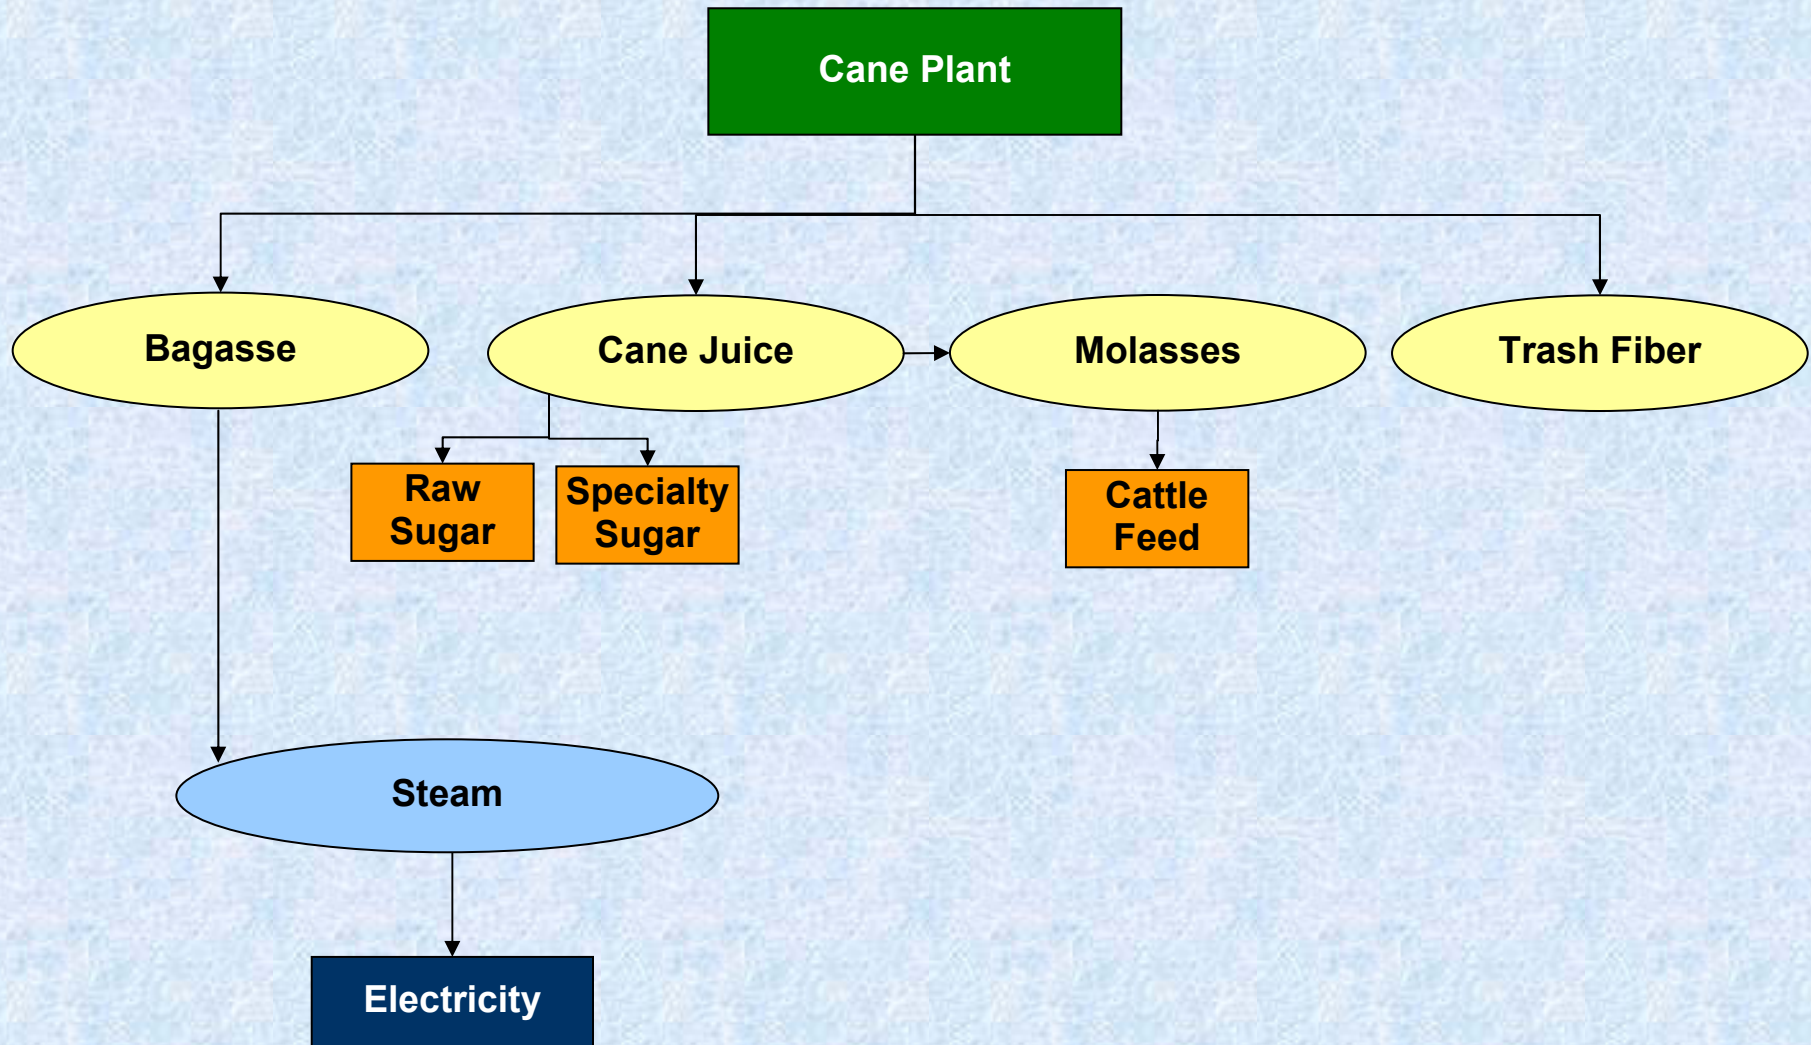 Cane Plant
Bagasse
Cane Juice
Molasses
Trash Fiber
Raw
Sugar
Specialty
Sugar
Cattle
Feed
Steam
Electricity